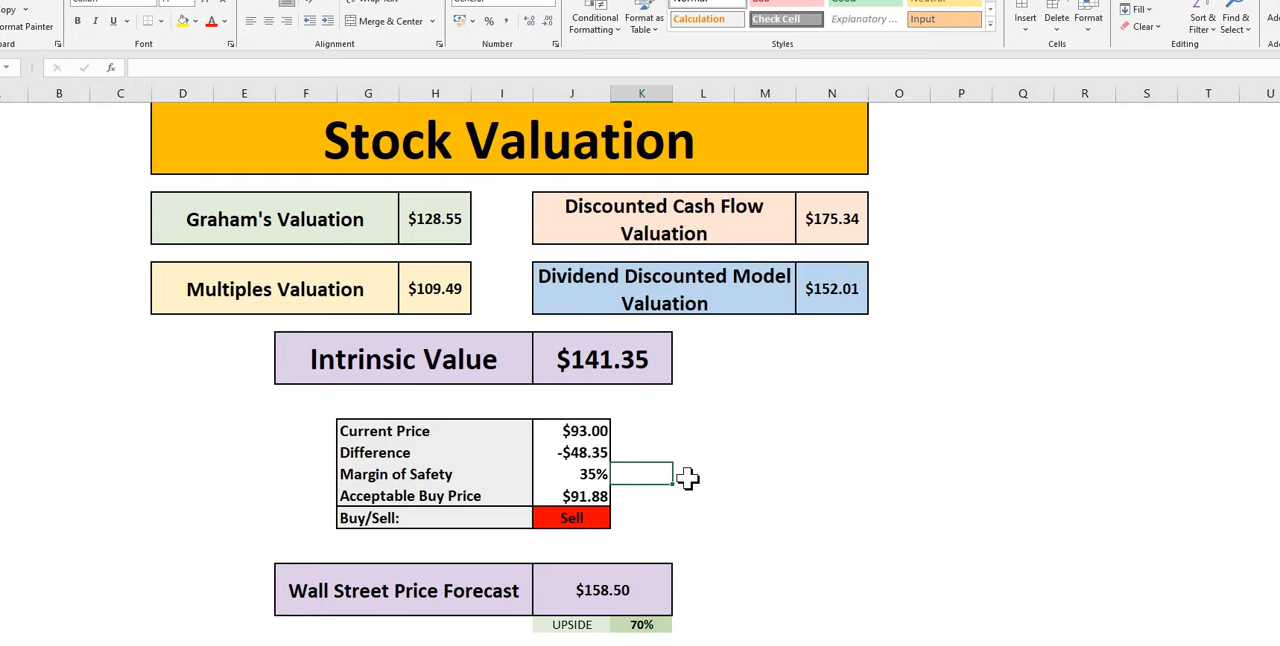 Copy
Format Painter
Font
Merge & Center
Alignment
%
Number
Conditional
Formatting
Format as
Table
Calculation
Check Cell
Explanatory ...
Input
Styles
Insert
Delete
Format
Cells
Fill
Clear
Sort &
Filter
Find &
Select
Editing
fx
B C D E F G H I J K L M N O P Q R S T U
Stock Valuation
Graham's Valuation $128.55
Discounted Cash Flow
Valuation
$175.34
Multiples Valuation $109.49
Dividend Discounted Model
Valuation
$152.01
Intrinsic Value $141.35
Current Price $93.00
Difference -$48.35
Margin of Safety 35%
Acceptable Buy Price $91.88
Buy/Sell: Sell
Wall Street Price Forecast $158.50
UPSIDE 70%